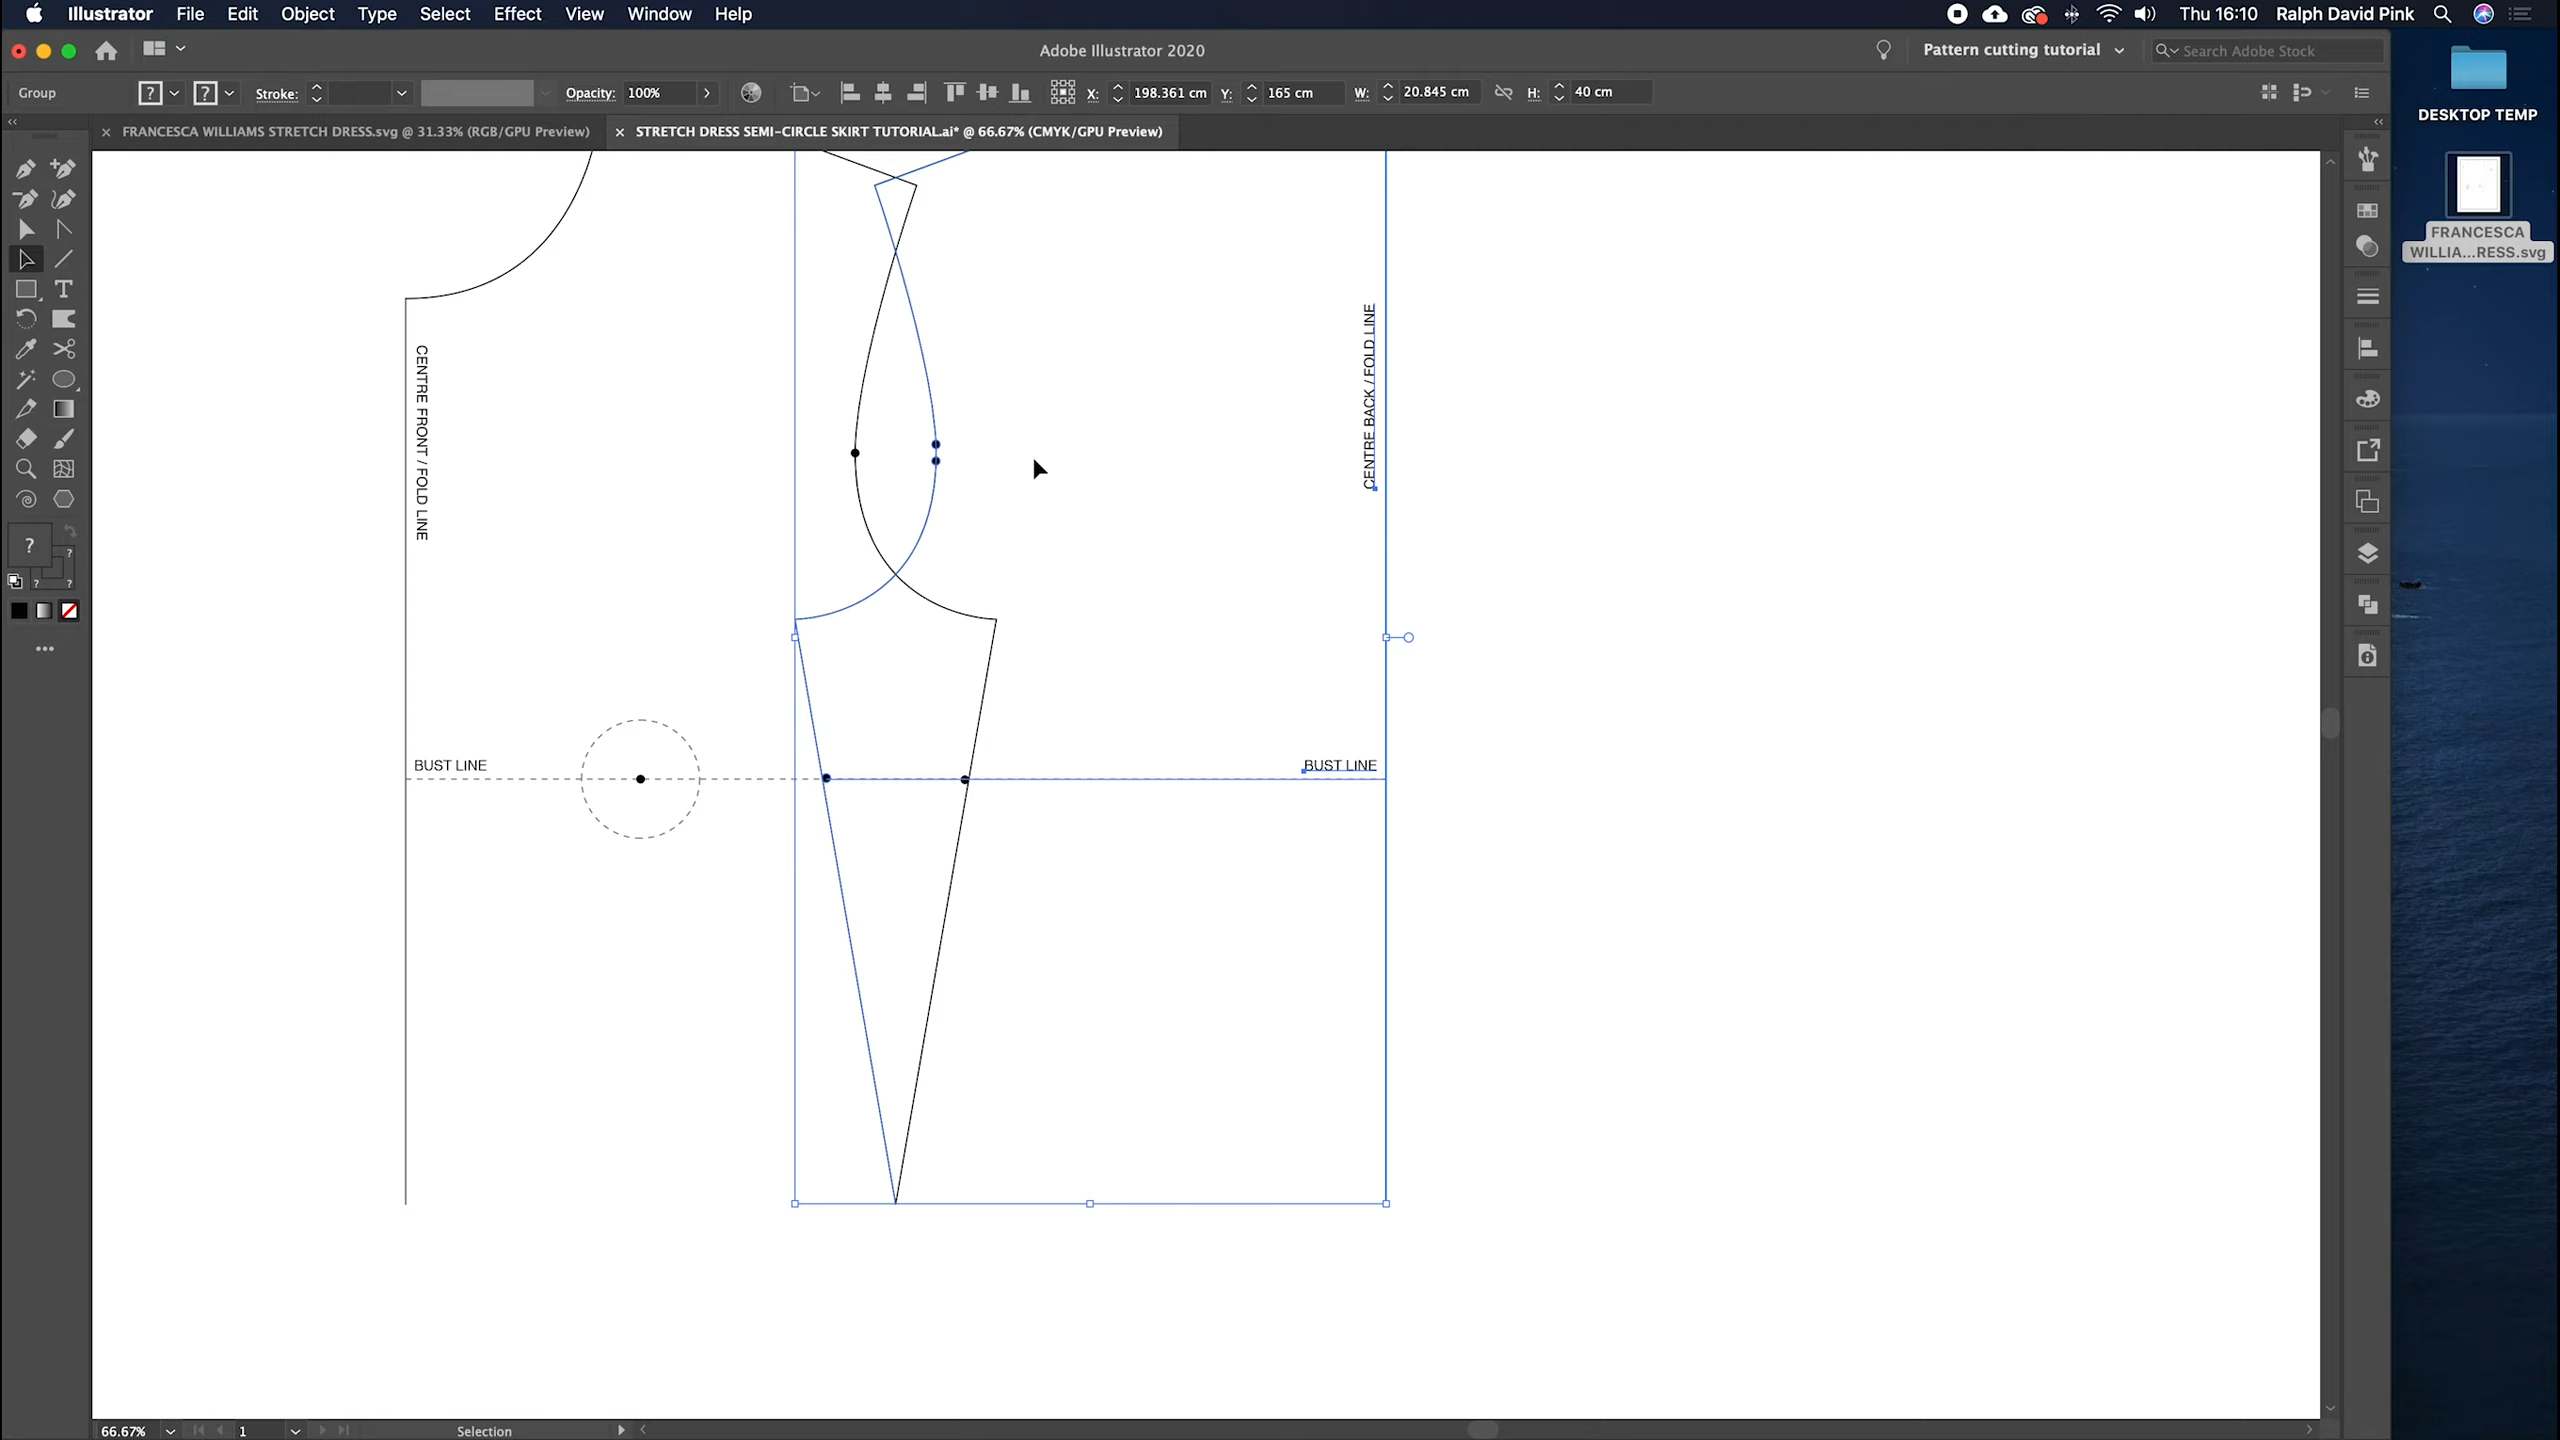 Illustrator File Edit Object Type Select Effect View Window Help
Thu 16:10 Ralph David Pink
Adobe Illustrator 2020
Pattern cutting tutorial
Search Adobe Stock
Group
?
?
Stroke:
Opacity: 100%
X: 198.361 cm Y: 165 cm W: 20.845 cm H: 40 cm
FRANCESCA WILLIAMS STRETCH DRESS.svg @ 31.33% (RGB/GPU Preview)
STRETCH DRESS SEMI-CIRCLE SKIRT TUTORIAL.ai* @ 66.67% (CMYK/GPU Preview)
DESKTOP TEMP
FRANCESCA
WILLIA...RESS.svg
CENTRE FRONT / FOLD LINE
CENTRE BACK / FOLD LINE
T
?
?
?
?
BUST LINE
BUST LINE
66.67%
1
Selection